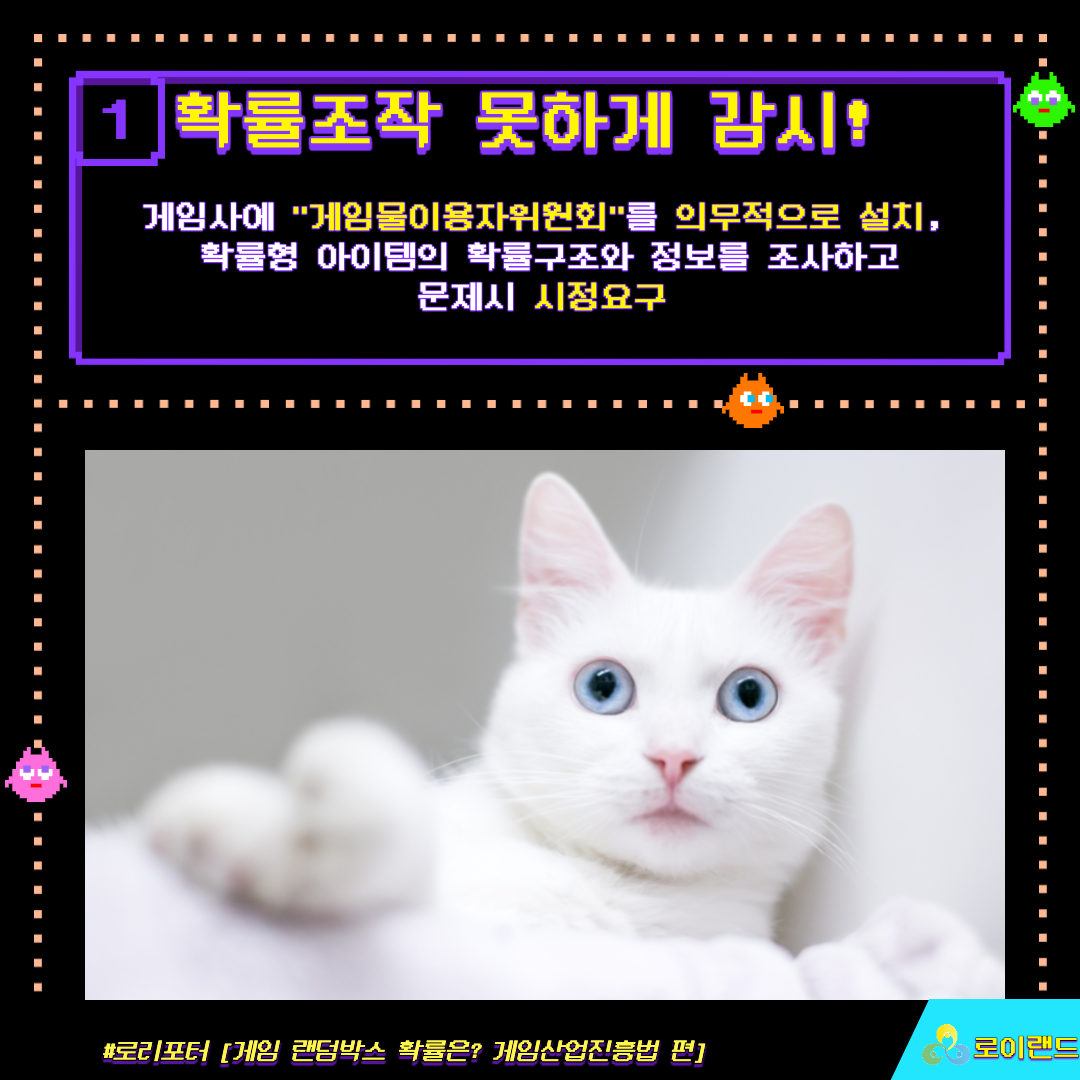 1 확률조작 못하게 감시!
게임사에 "게임물이용자위원회"를 의무적으로 설치,
확률형 아이템의 확률구조와 정보를 조사하고
문제시 시정요구
#로리포터 [게임 랜덤박스 확률은? 게임산업진흥법 편]
로이랜드